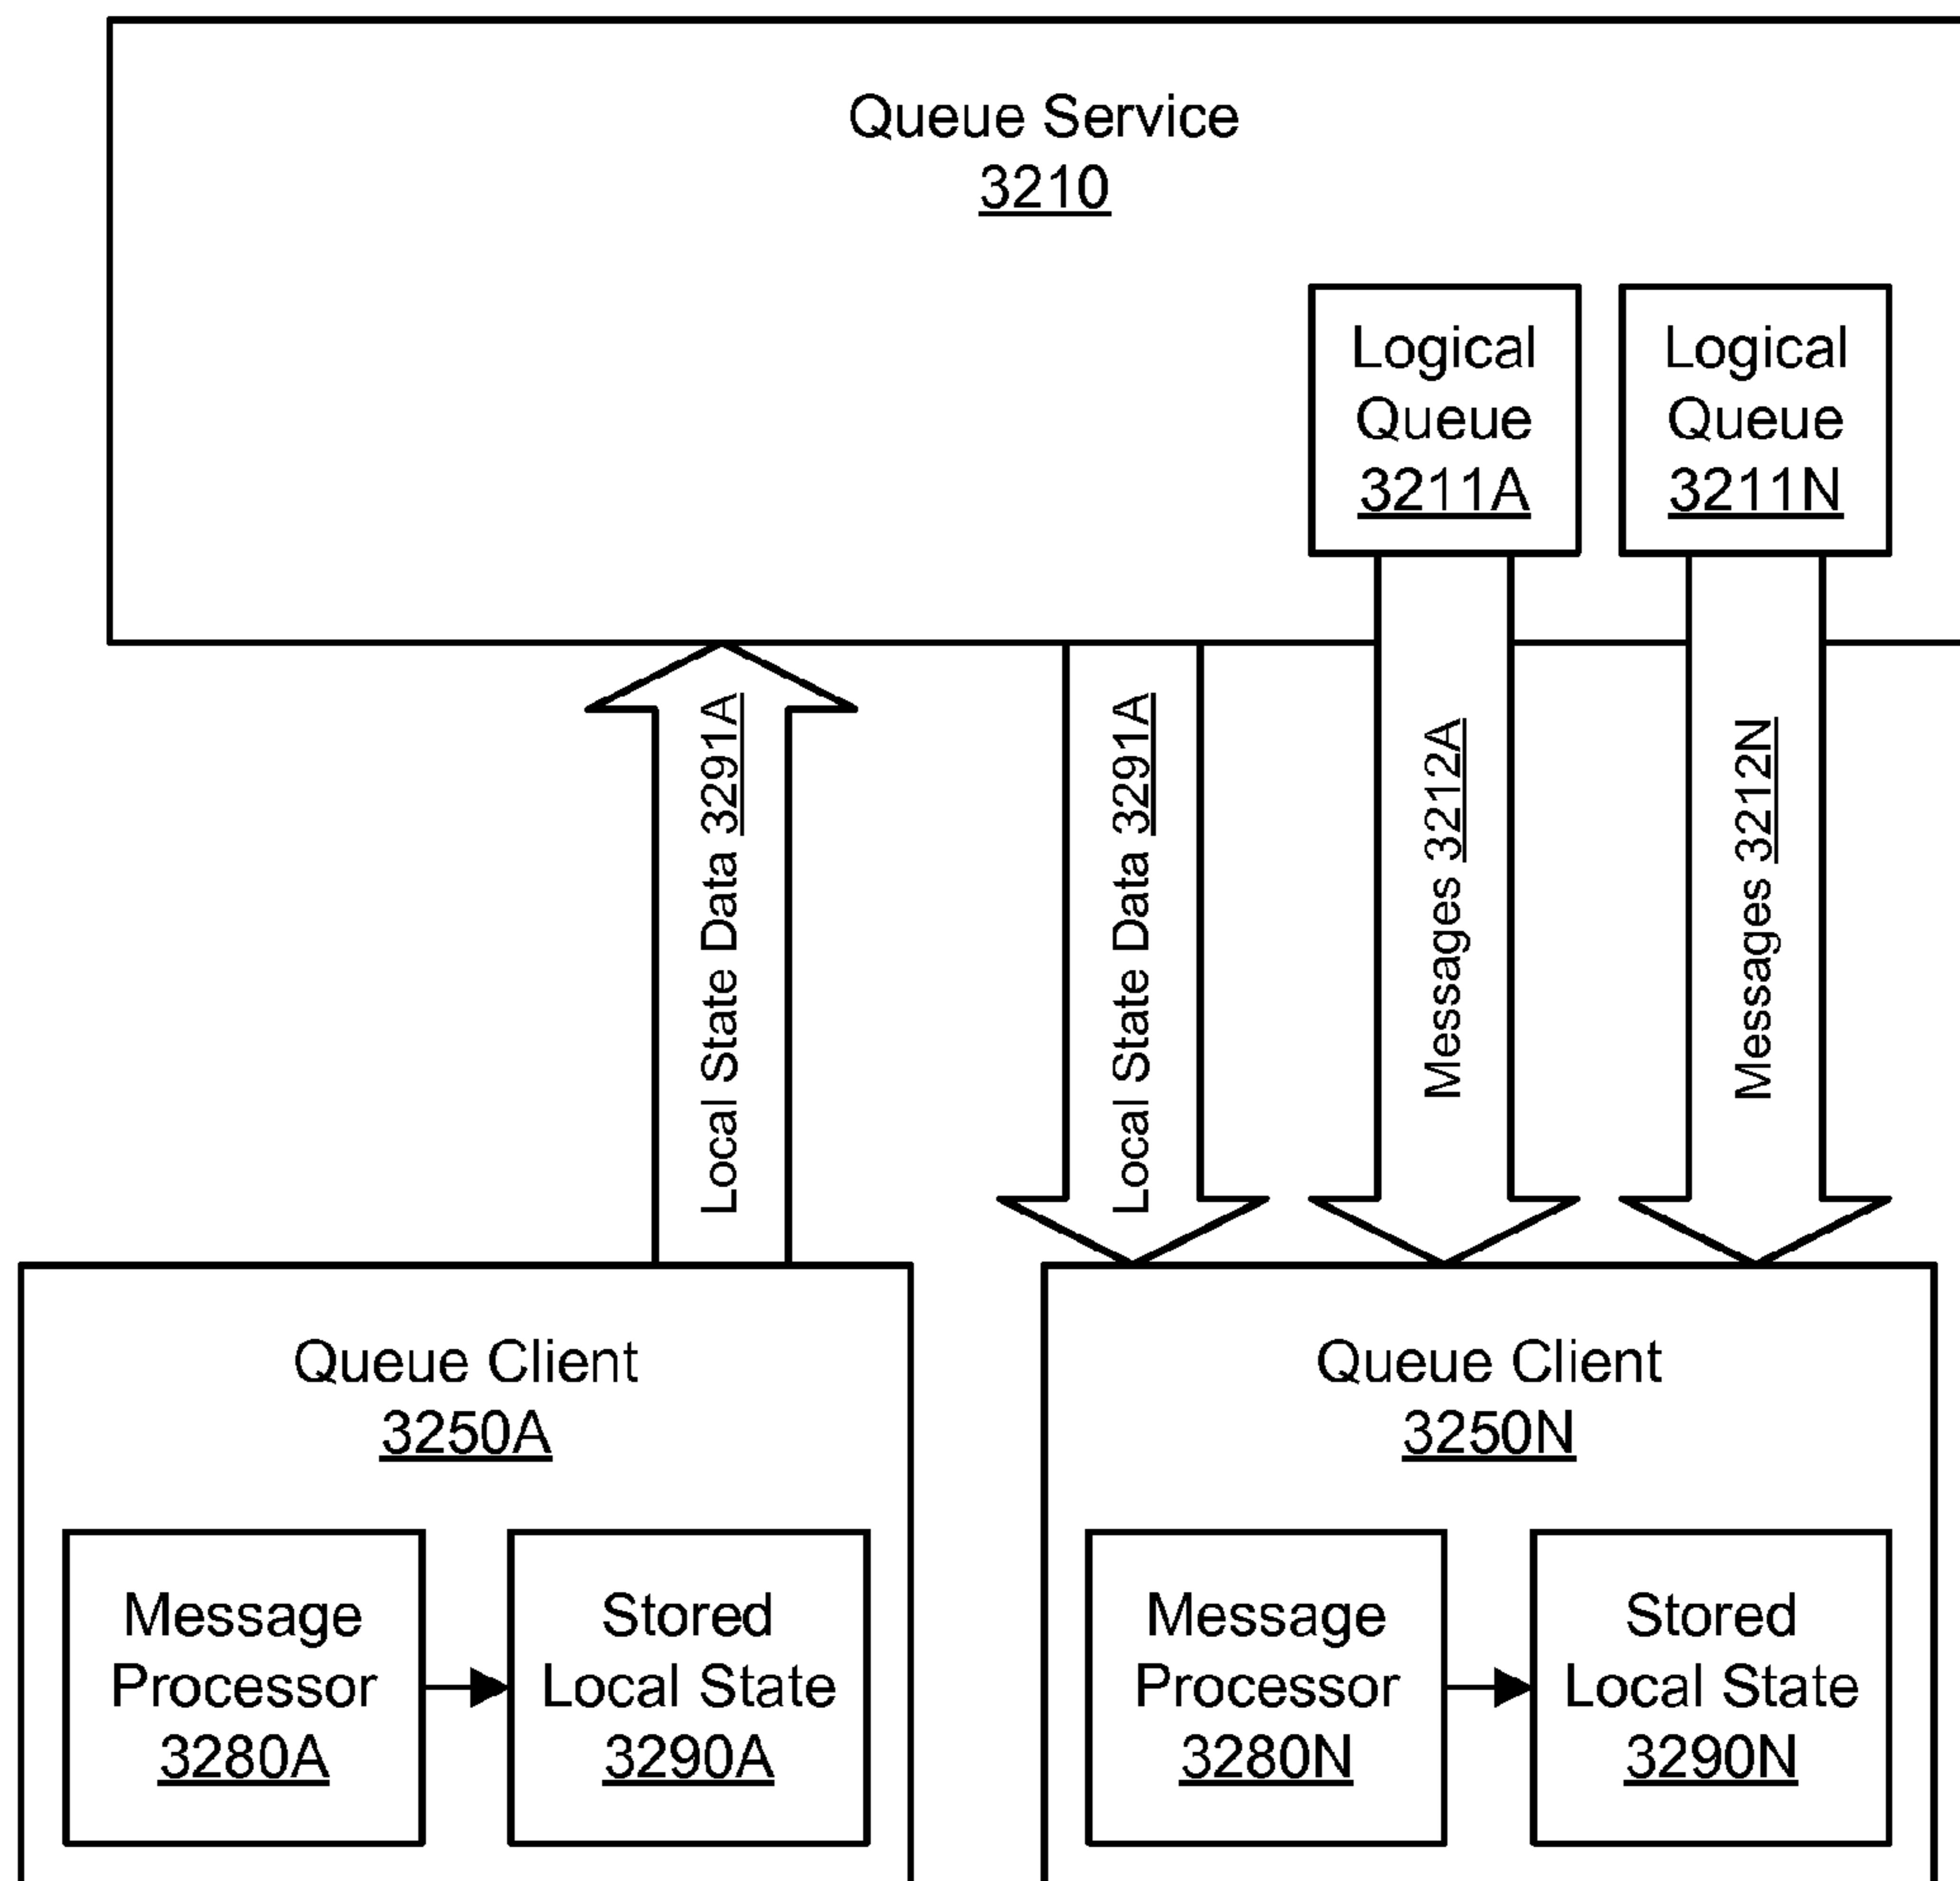 Queue Service
3210
Logical
Queue
3211A
Logical
Queue
3211N
Local State Data 3291A
Local State Data 3291A
Messages 3212A
Messages 3212N
Queue Client
3250A
Message
Processor
3280A
Stored
Local State
3290A
Queue Client
3250N
Message
Processor
3280N
Stored
Local State
3290N